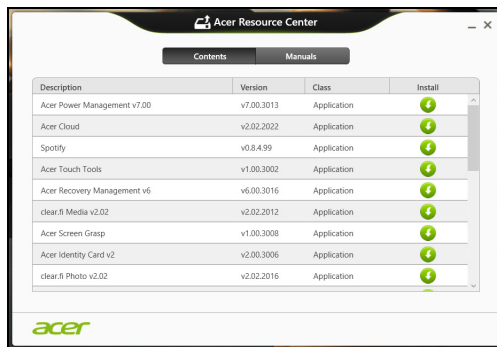 Acer Resource Center
Contents Manuals
Description Version Class Install
Acer Power Management v7.00 v7.00.3013 Application
Acer Cloud v2.02.2022 Application
Spotify v0.8.4.99 Application
Acer Touch Tools v1.00.3002 Application
Acer Recovery Management v6 v6.00.3016 Application
clear.fi Media v2.02 v2.02.2012 Application
Acer Screen Grasp v1.00.3008 Application
Acer Identity Card v2 v2.00.3006 Application
clear.fi Photo v2.02 v2.02.2016 Application
acer